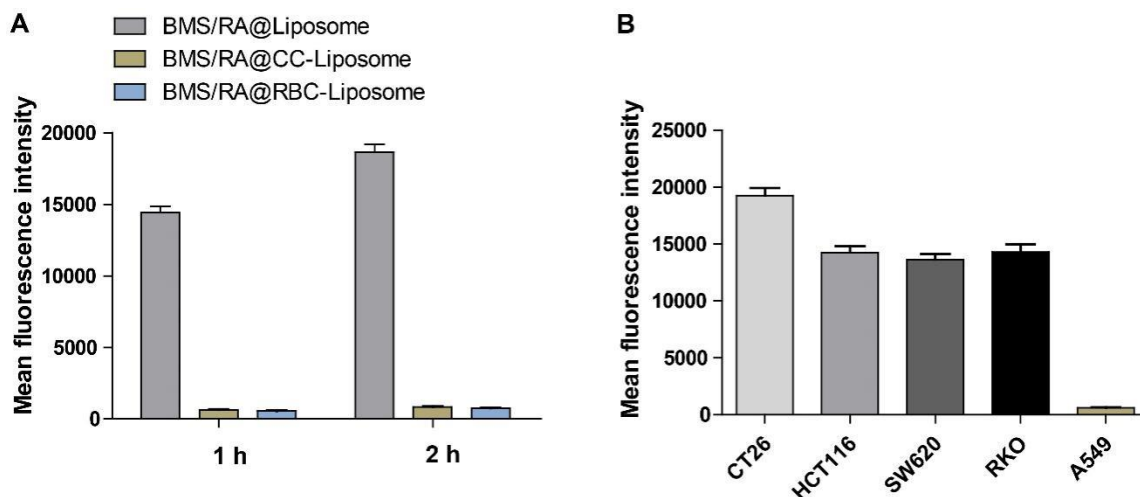 A
BMS/RA@Liposome
BMS/RA@CC-Liposome
BMS/RA@RBC-Liposome
Mean fluorescence intensity
20000
15000
10000
5000
0
1 h
2 h
B
Mean fluorescence intensity
25000
20000
15000
10000
5000
0
CT26
HCT116
SW620
RKO
A549